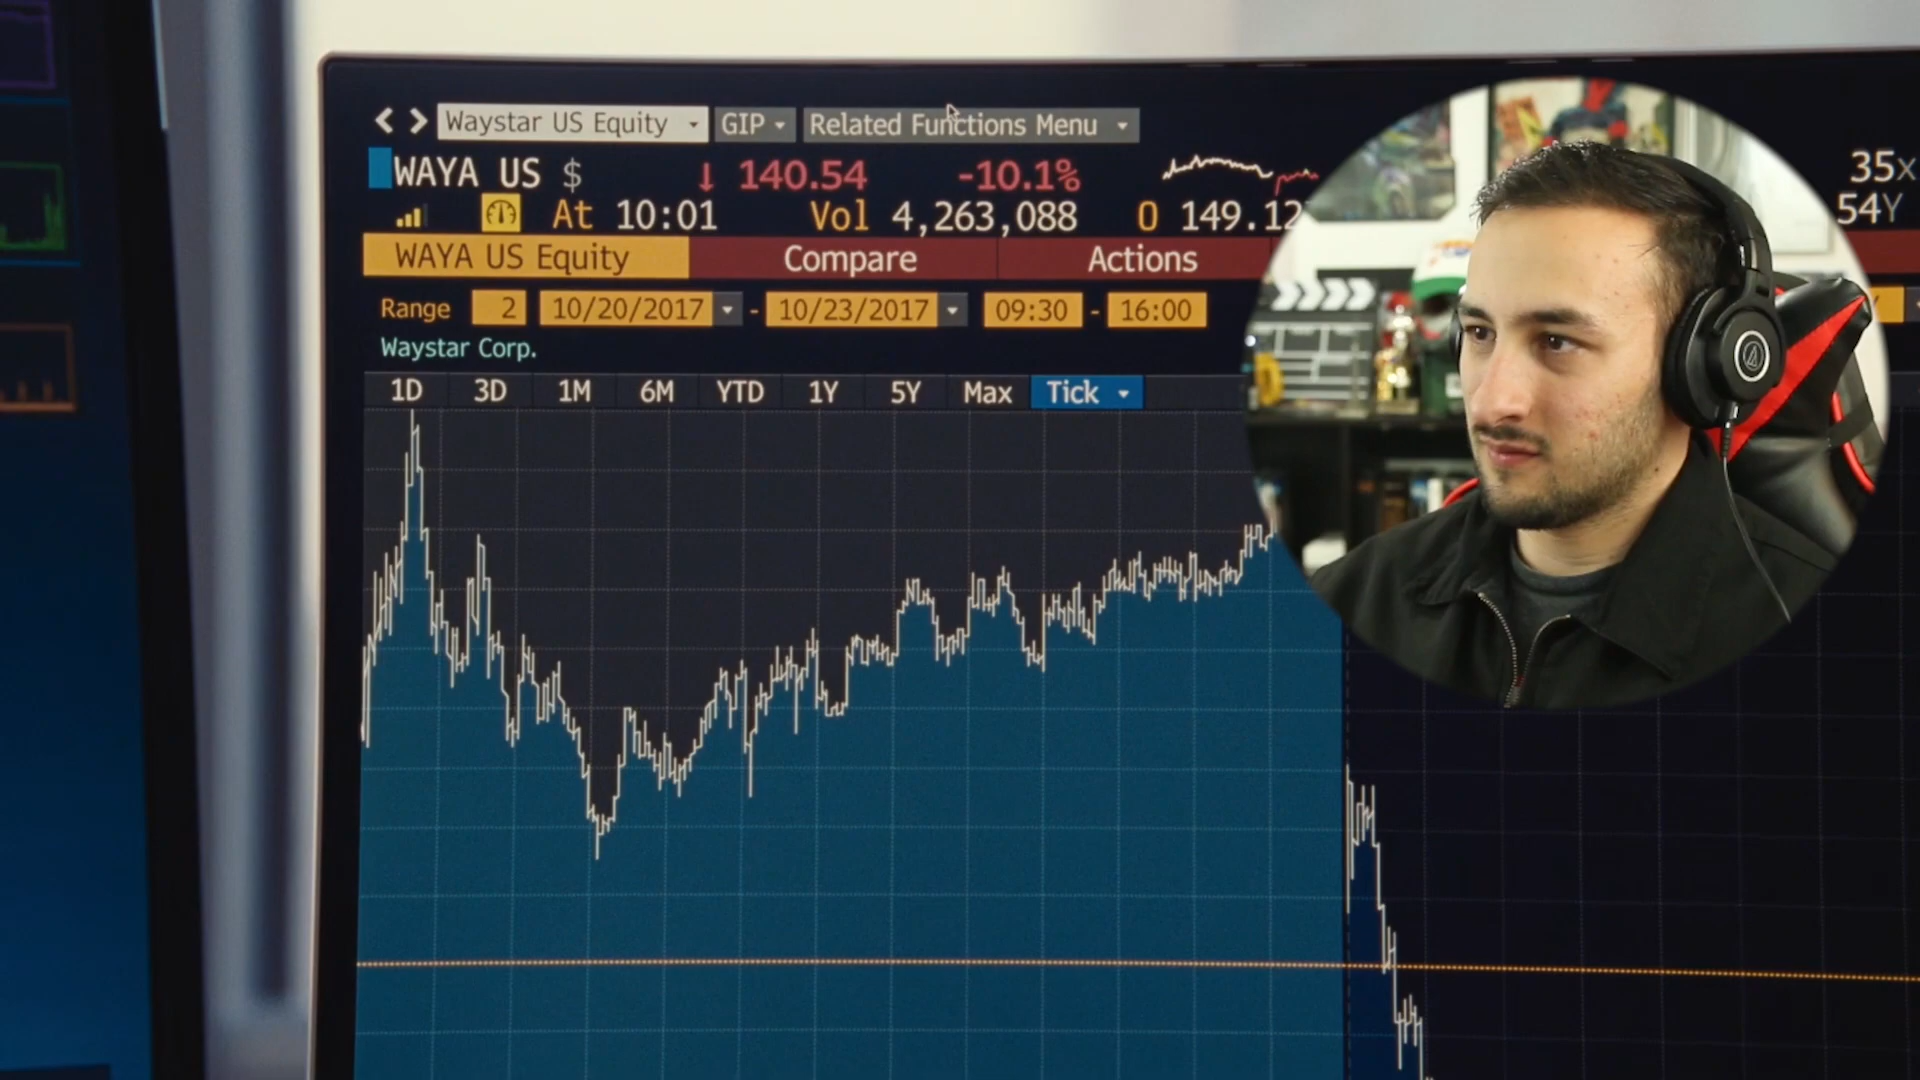 Waystar US Equity GIP Related Functions Menu
WAYA US $ ↓ 140.54 -10.1% 35x
At 10:01 Vol 4,263,088 O 149.12 54Y
WAYA US Equity Compare Actions
Range 2 10/20/2017 - 10/23/2017 09:30 - 16:00
Waystar Corp.
1D 3D 1M 6M YTD 1Y 5Y Max Tick